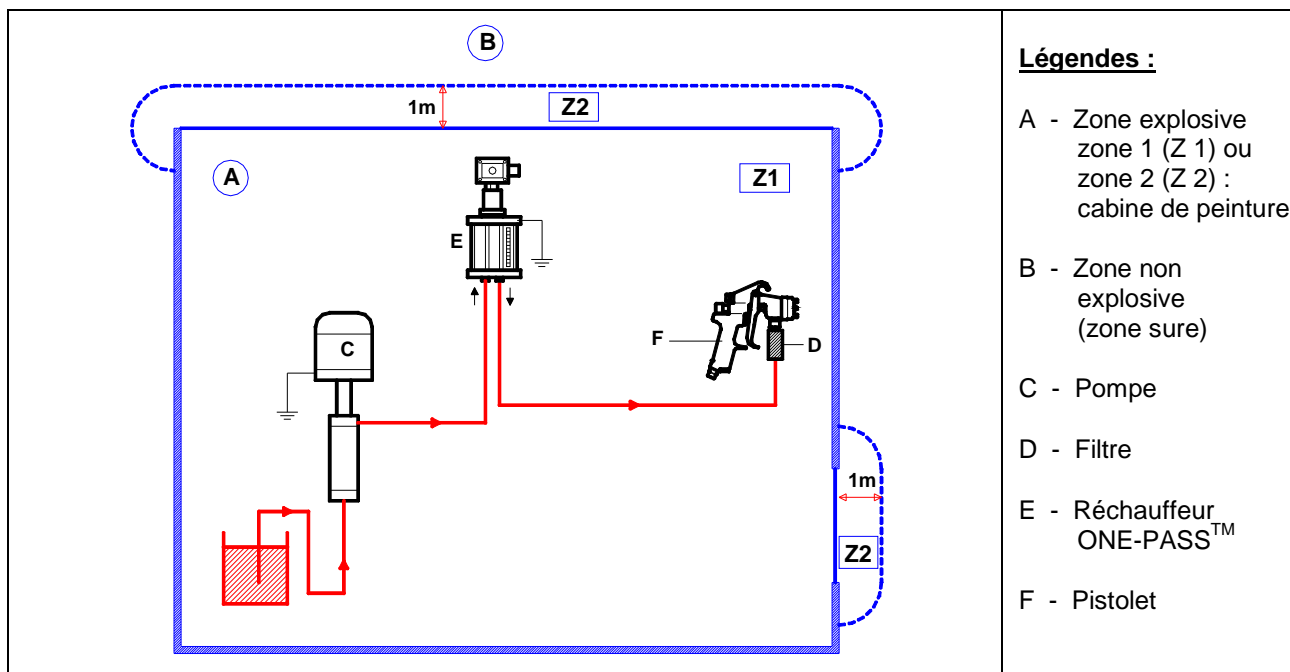 B
1m
Z2
A
Z1
E
C
F
D
1m
Z2
Légendes :
A - Zone explosive
zone 1 (Z 1) ou
zone 2 (Z 2) :
cabine de peinture
B - Zone non
explosive
(zone sure)
C - Pompe
D - Filtre
E - Réchauffeur
ONE-PASS™
F - Pistolet